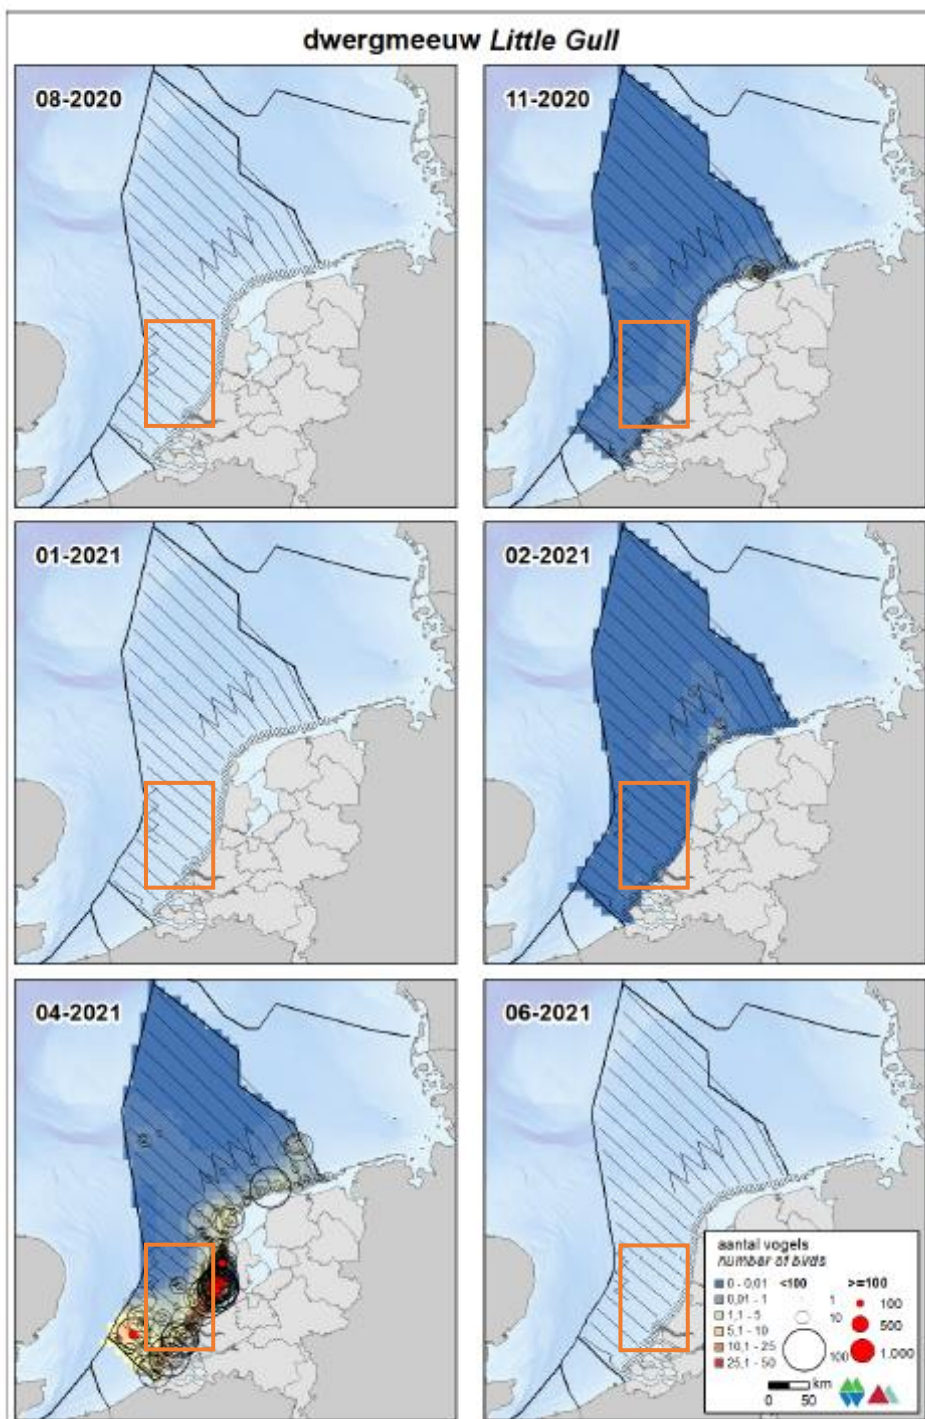 dwergmeeuw Little Gull
08-2020
11-2020
01-2021
02-2021
04-2021
06-2021
aantal vogels
number of birds
0 - 0,01 <100 >=100
0,01 - 1 1 100
1,1 - 5 10 500
5,1 - 10
10,1 - 25 100 1.000
25,1 - 50
km
0 50